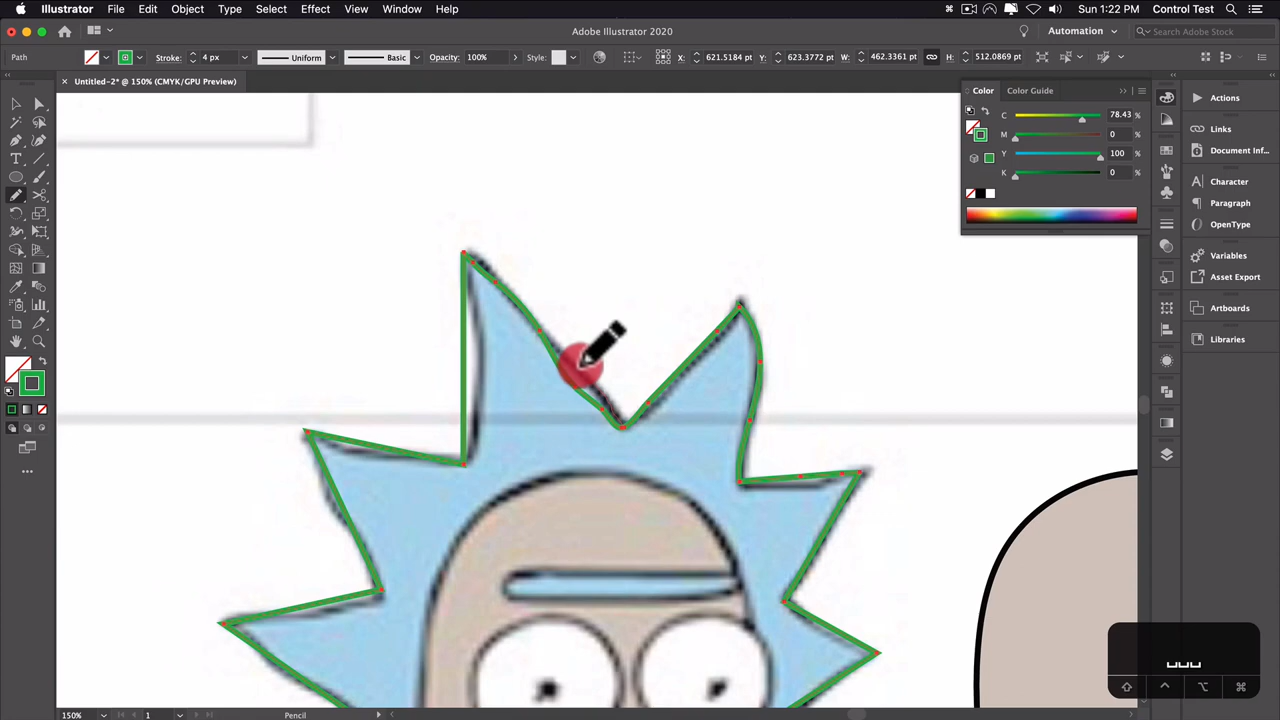 Illustrator File Edit Object Type Select Effect View Window Help Sun 1:22 PM Control Test
Adobe Illustrator 2020 Automation Search Adobe Stock
Path Stroke: 4 px Uniform Basic Opacity: 100% Style: X: 621.5184 pt Y: 623.3772 pt W: 462.3361 pt H: 512.0869 pt
× Untitled-2* @ 150% (CMYK/GPU Preview)
Color Color Guide
C 78.43 %
M 0 %
Y 100 %
K 0 %
Actions
Links
Document Inf...
Character
Paragraph
OpenType
Variables
Asset Export
Artboards
Libraries
150% 1 Pencil